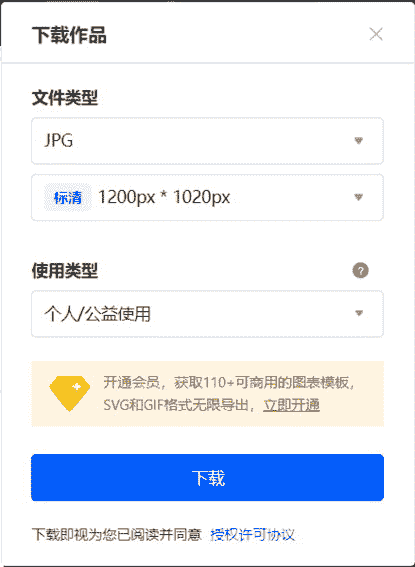 下载作品
文件类型
JPG
标清 1200px * 1020px
使用类型 ?
个人/公益使用
开通会员，获取110+可商用的图表模板，
SVG和GIF格式无限导出，立即开通
下载
下载即视为您已阅读并同意 授权许可协议